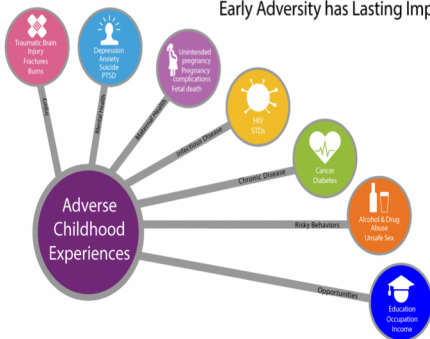 Early Adversity has Lasting Imp
Traumatic Brain
Injury
Fractures
Burns
Depression
Anxiety
Suicide
PTSD
Unintended
pregnancy
Pregnancy
complications
Fetal death
HIV
STDs
Cancer
Diabetes
Alcohol & Drug
Abuse
Unsafe Sex
Education
Occupation
Income
Mental Health
Maternal Health
Infectious Disease
Chronic Disease
Risky Behaviors
Opportunities
Adverse
Childhood
Experiences